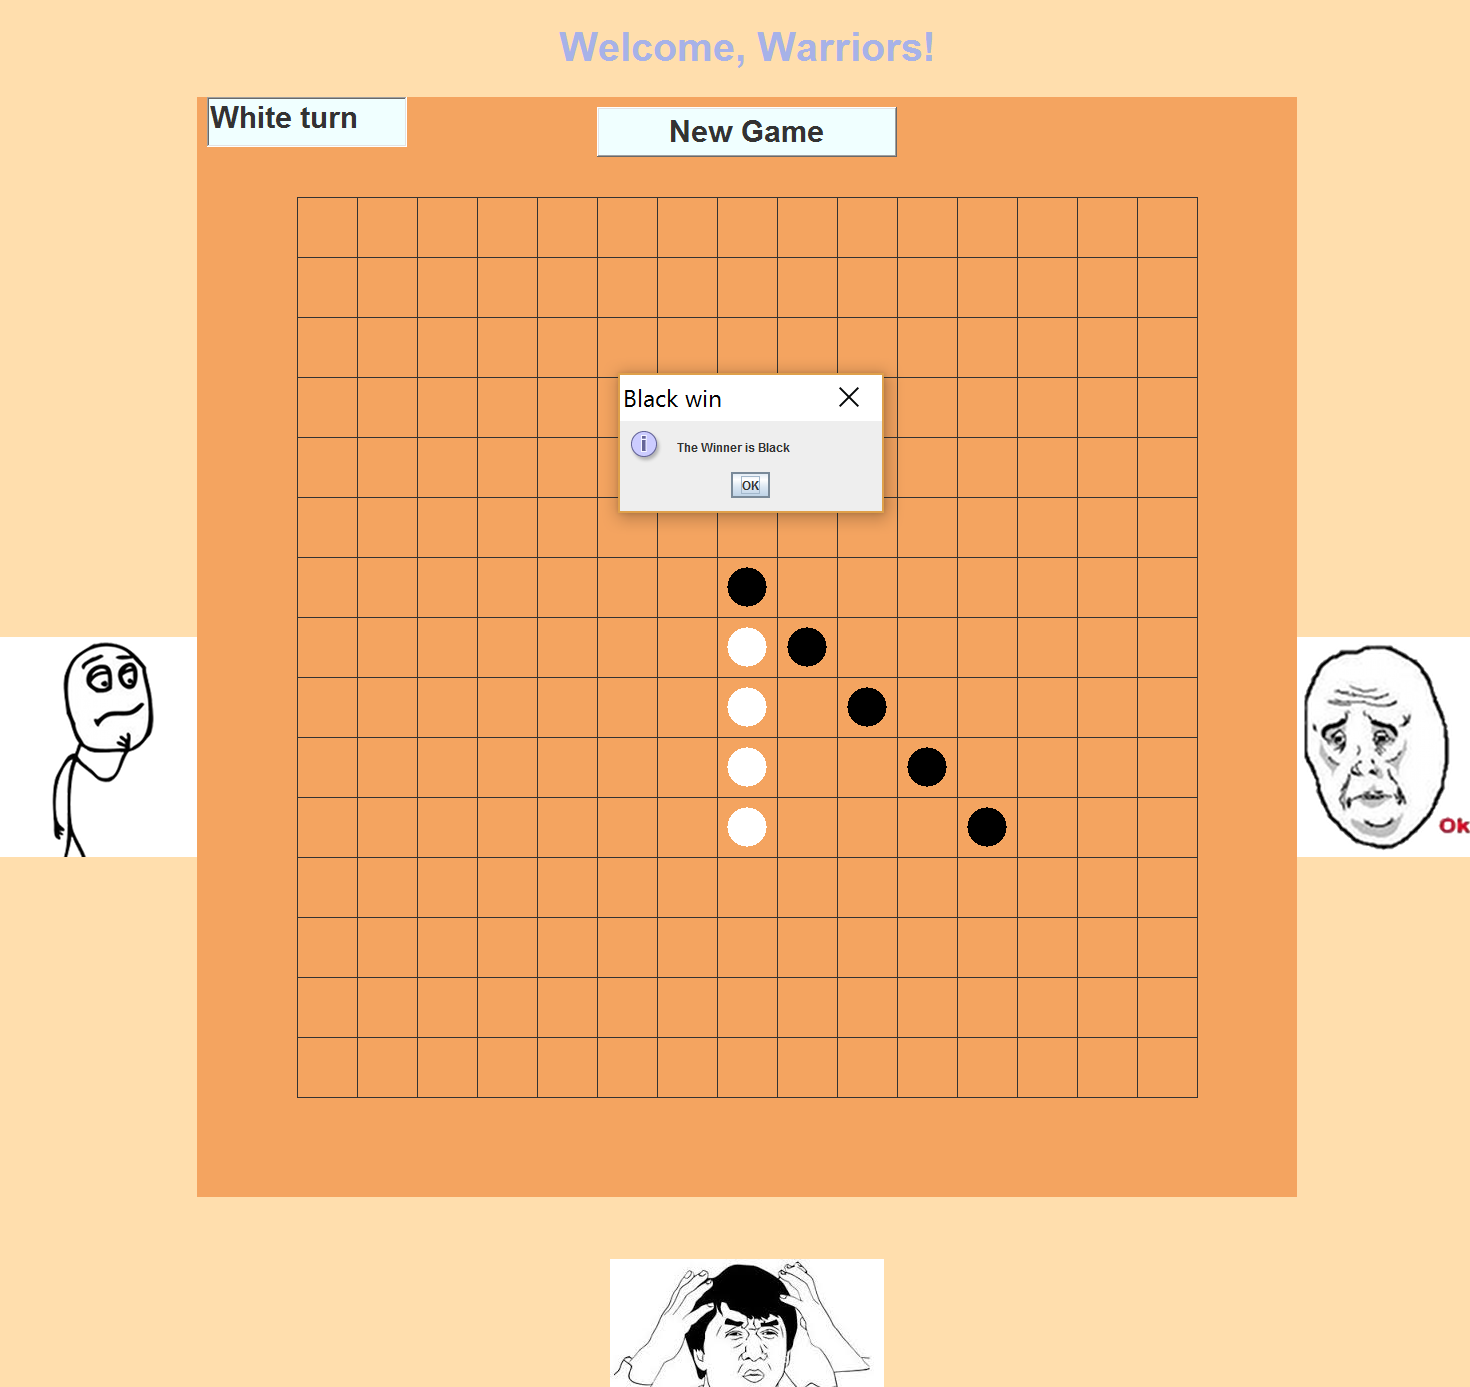 Welcome, Warriors!
White turn
New Game
Black win
i
The Winner is Black
OK
Ok